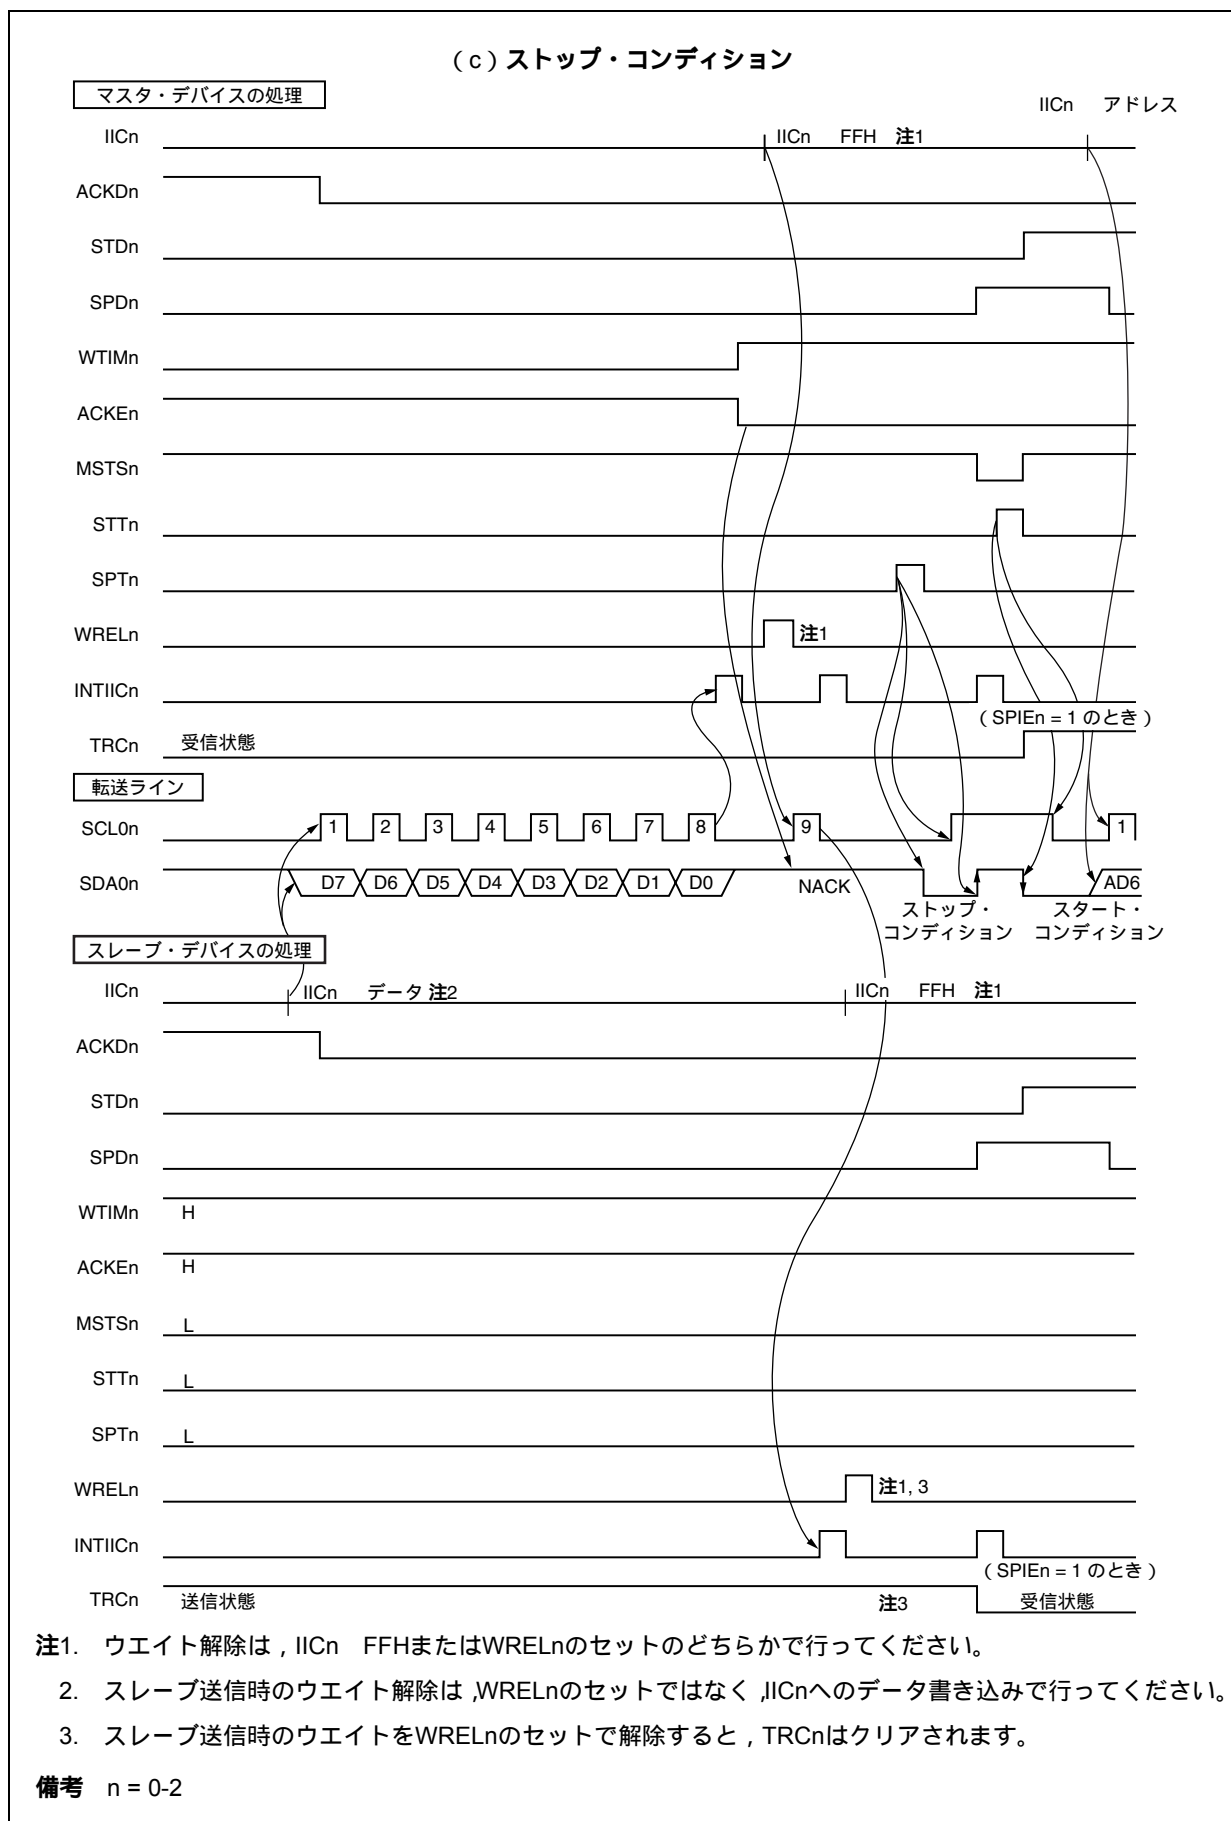 （c）ストップ・コンディション
マスタ・デバイスの処理
IICn　アドレス
IICn
IICn　FFH　注1
ACKDn
STDn
SPDn
WTIMn
ACKEn
MSTSn
STTn
SPTn
WRELn
注1
INTIICn
（SPIEn = 1 のとき）
TRCn
受信状態
転送ライン
SCL0n
1 2 3 4 5 6 7 8 9 1
SDA0n
D7 D6 D5 D4 D3 D2 D1 D0 NACK AD6
ストップ・
コンディション
スタート・
コンディション
スレーブ・デバイスの処理
IICn
IICn　データ 注2
IICn　FFH　注1
ACKDn
STDn
SPDn
WTIMn H
ACKEn H
MSTSn L
STTn L
SPTn L
WRELn
注1, 3
INTIICn
（SPIEn = 1 のとき）
TRCn 送信状態 注3 受信状態
注1.　ウエイト解除は，IICn　FFHまたはWRELnのセットのどちらかで行ってください。
2.　スレーブ送信時のウエイト解除は，WRELnのセットではなく，IICnへのデータ書き込みで行ってください。
3.　スレーブ送信時のウエイトをWRELnのセットで解除すると，TRCnはクリアされます。
備考　n = 0-2